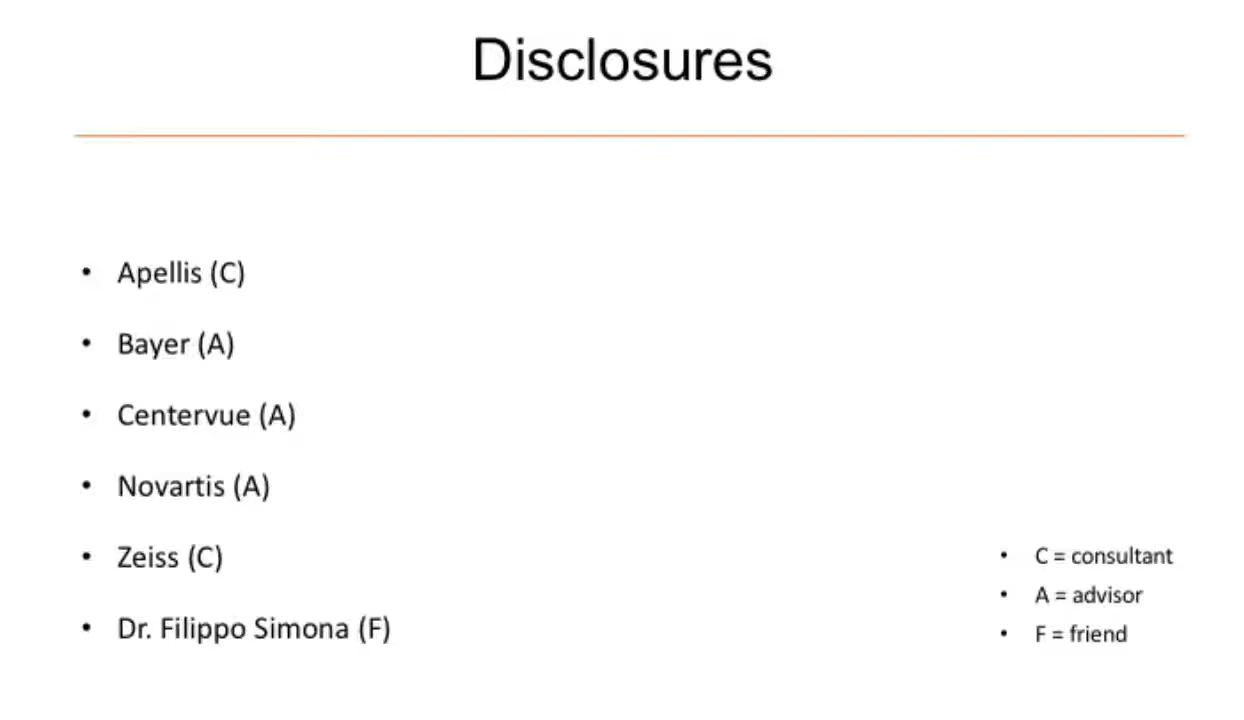 Disclosures
• Apellis (C)
• Bayer (A)
• Centervue (A)
• Novartis (A)
• Zeiss (C)
• Dr. Filippo Simona (F)
• C = consultant
• A = advisor
• F = friend